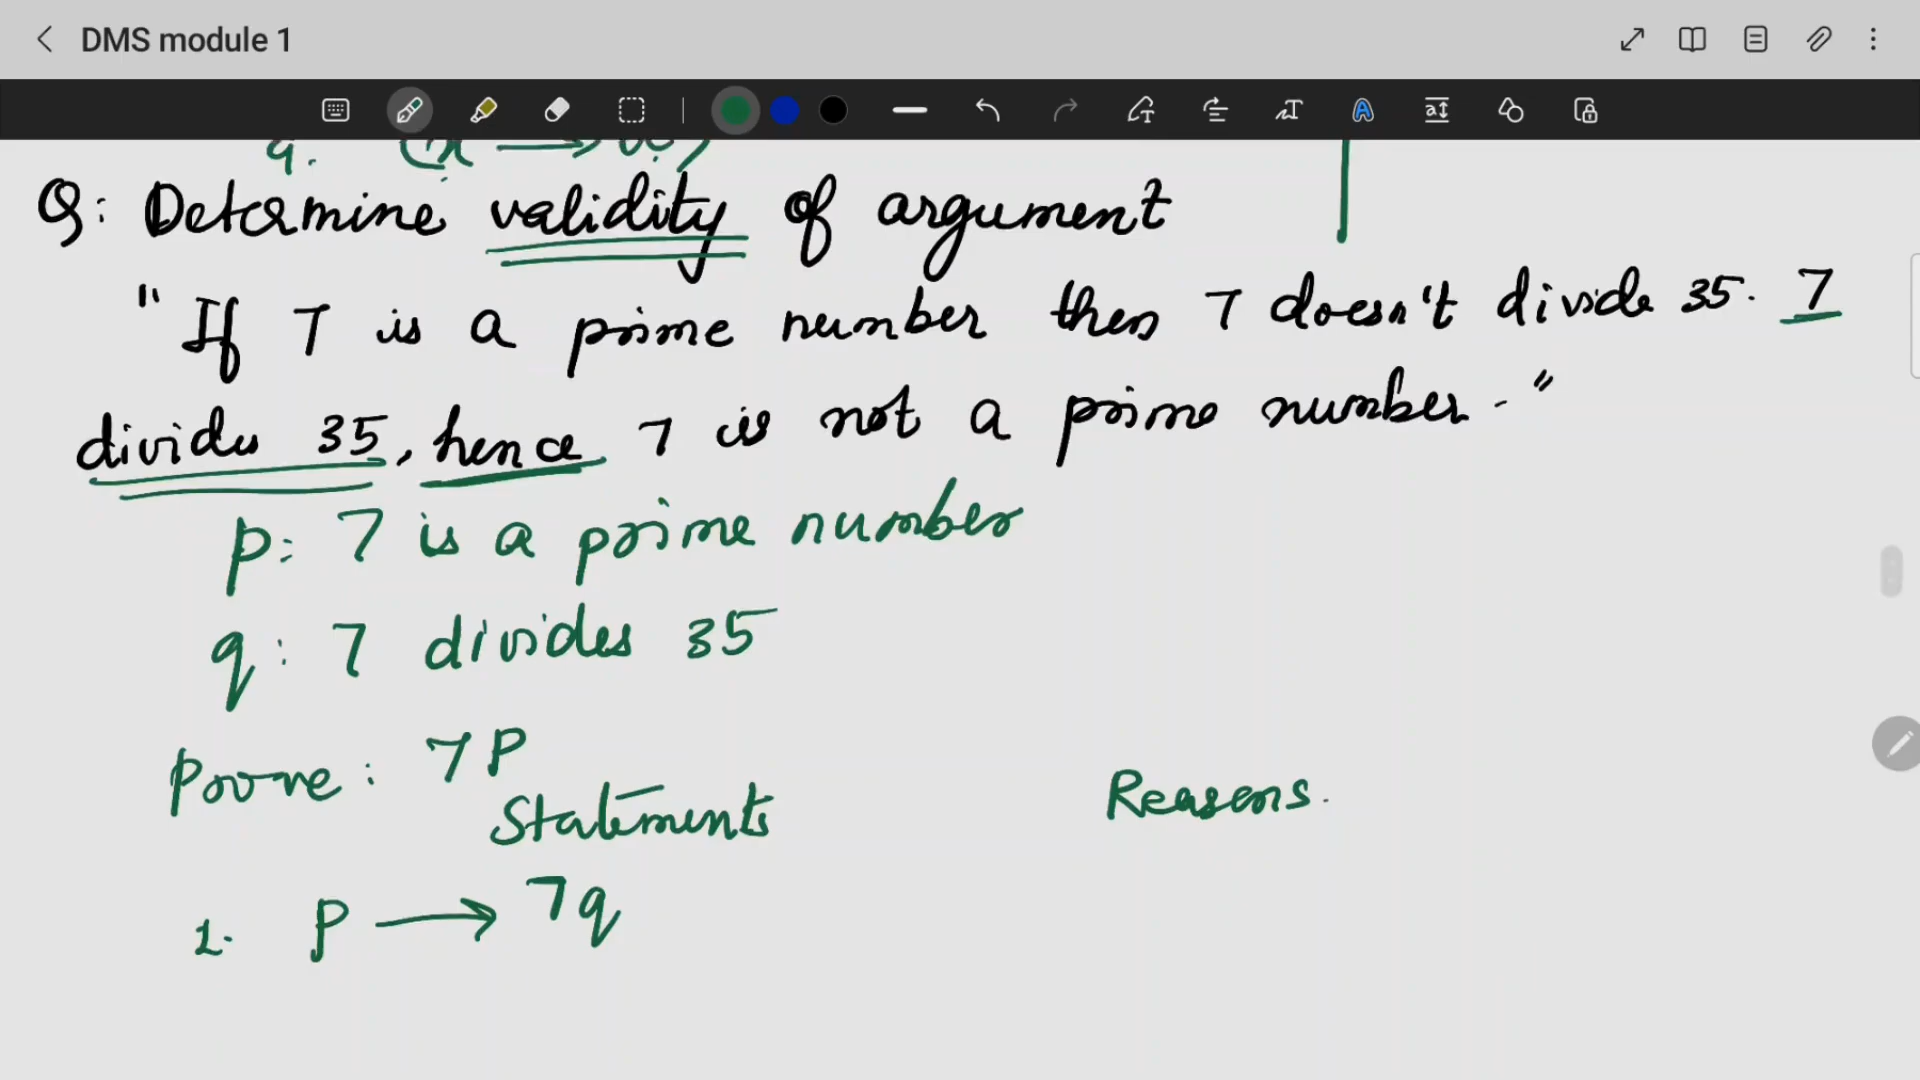 DMS module 1
Q: Determine validity of argument
"If 7 is a prime number then 7 doesn't divide 35. 7
divides 35, hence 7 is not a prime number."
p: 7 is a prime number
q: 7 divides 35
Prove: ¬p
Statements Reasons.
1. p → ¬q